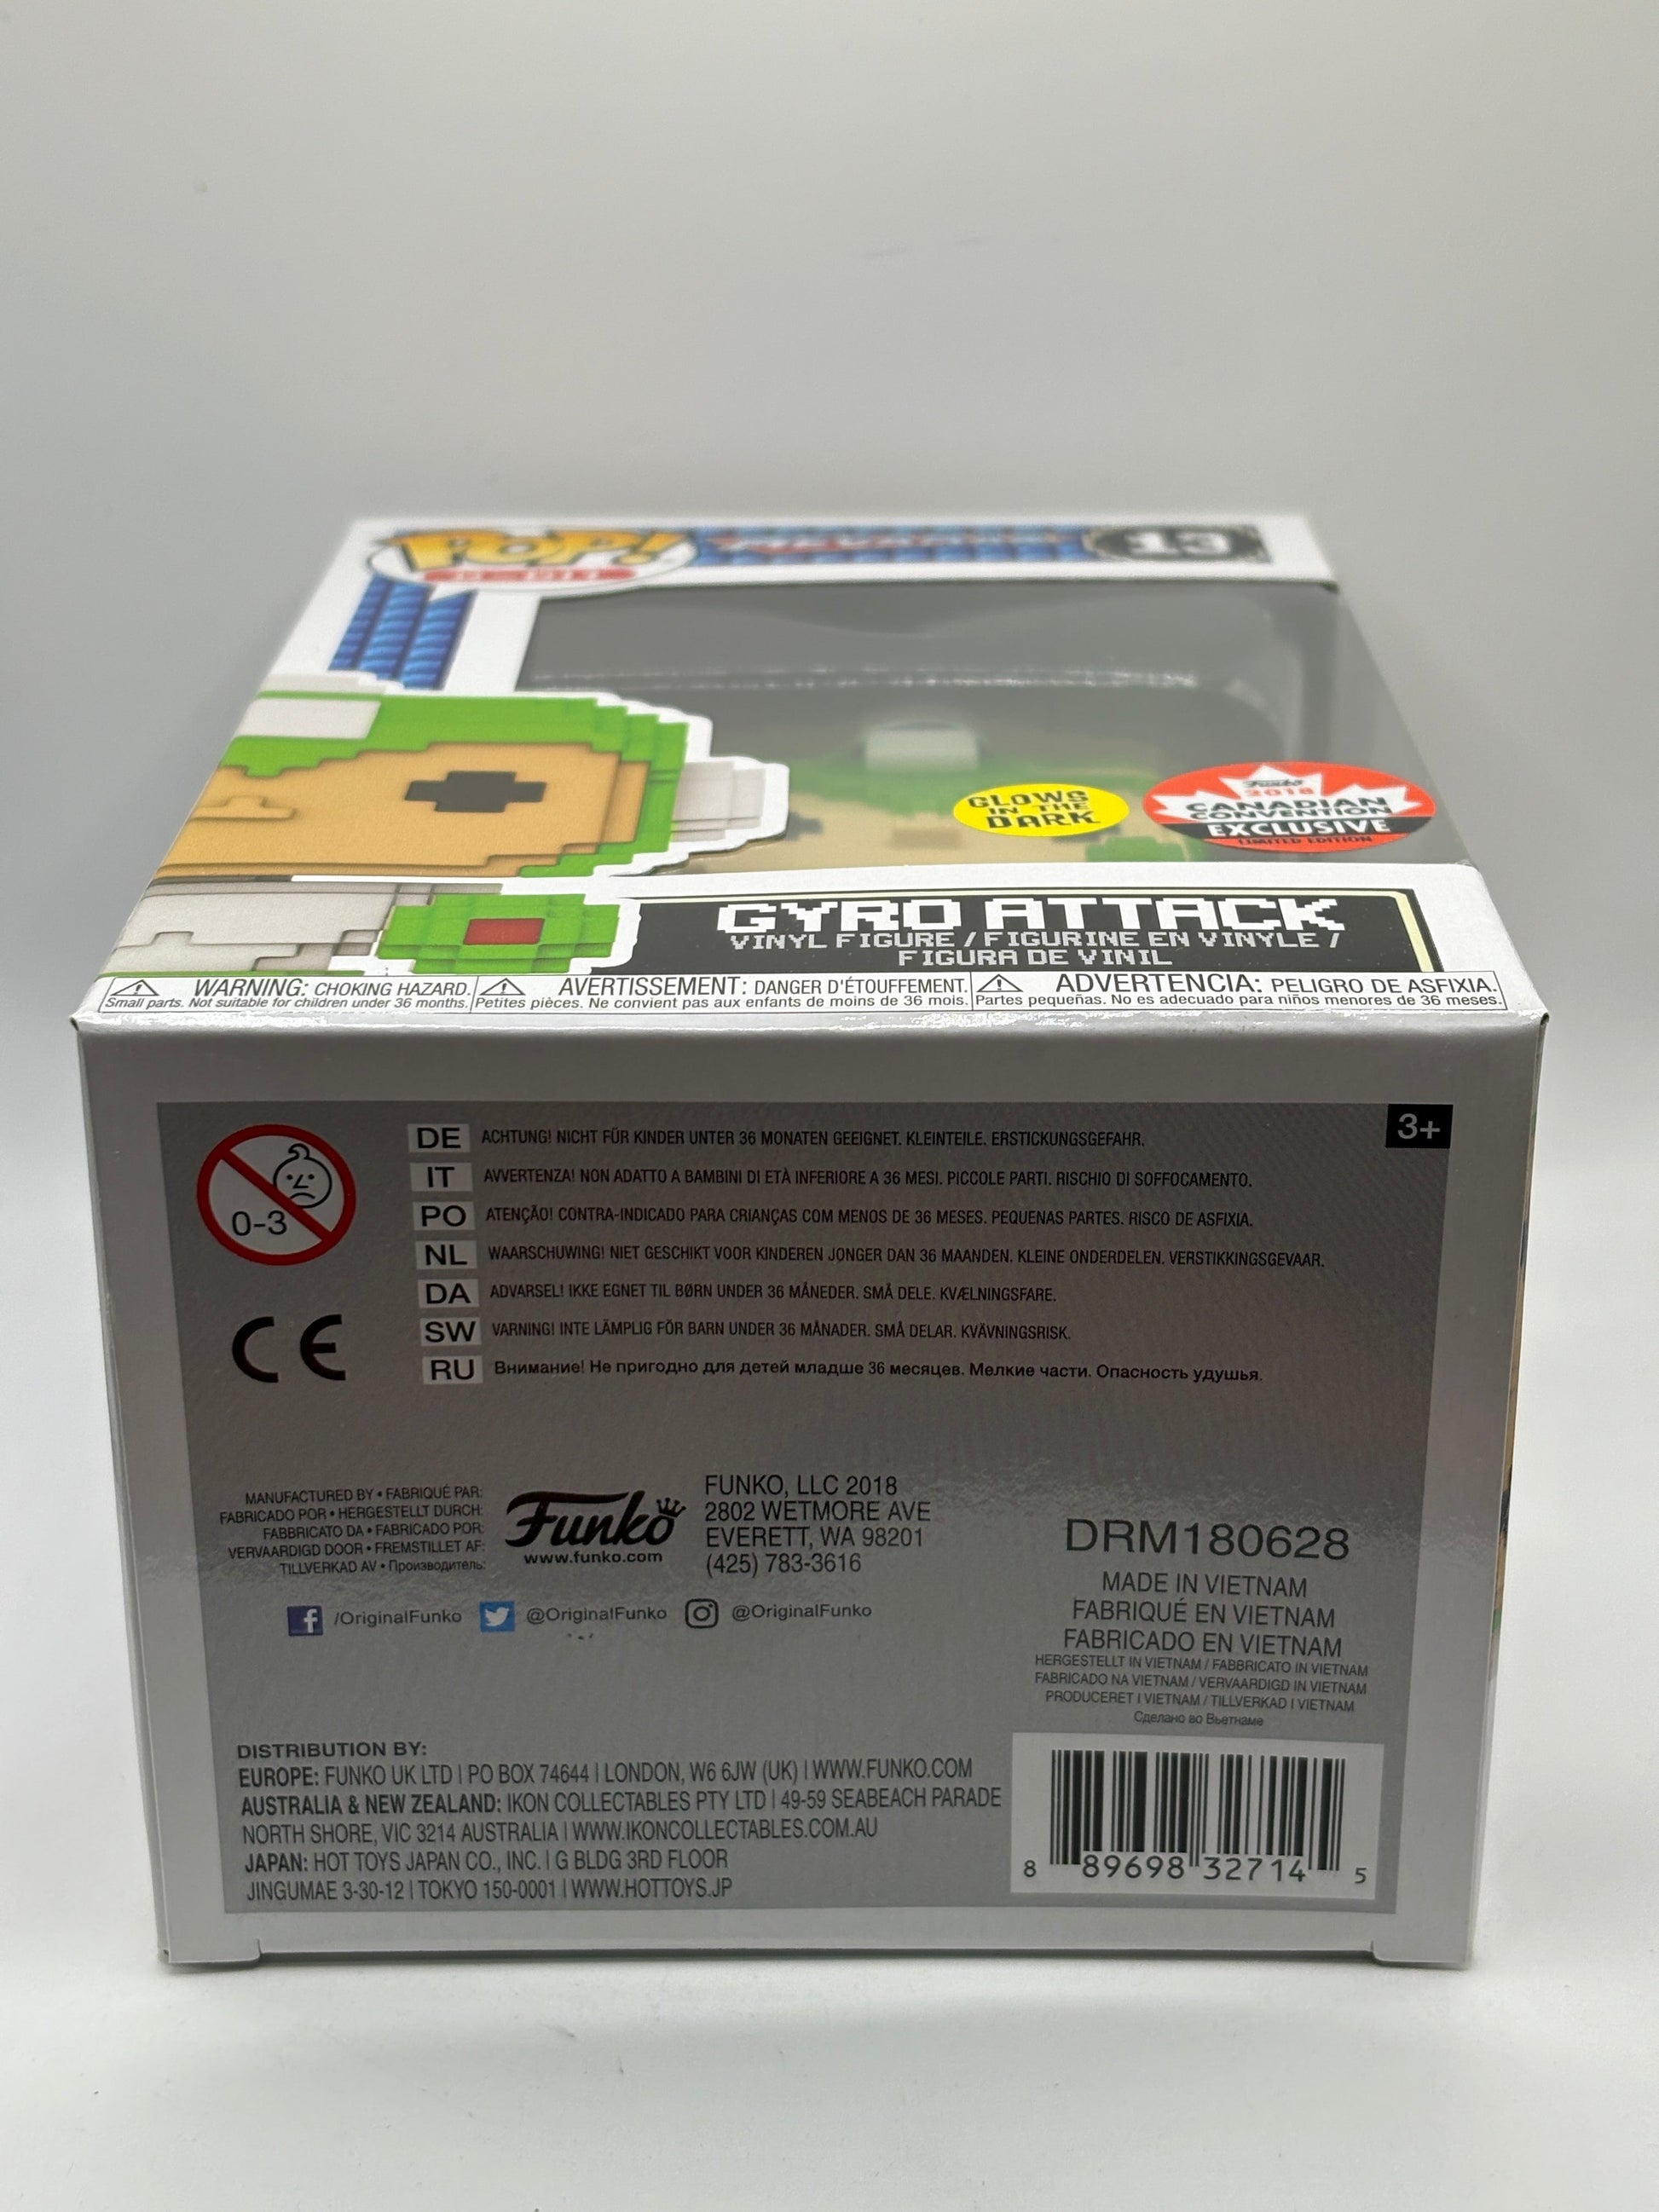 POP!
8-BIT
13
GLOWS
IN THE
DARK
Funko
2018
CANADIAN
CONVENTION
EXCLUSIVE
LIMITED EDITION
GYRO ATTACK
VINYL FIGURE / FIGURINE EN VINYLE /
FIGURA DE VINIL
WARNING: CHOKING HAZARD.
Small parts. Not suitable for children under 36 months.
AVERTISSEMENT: DANGER D'ÉTOUFFEMENT.
Petites pièces. Ne convient pas aux enfants de moins de 36 mois.
ADVERTENCIA: PELIGRO DE ASFIXIA.
Partes pequeñas. No es adecuado para niños menores de 36 meses.
3+
0-3
DE ACHTUNG! NICHT FÜR KINDER UNTER 36 MONATEN GEEIGNET. KLEINTEILE. ERSTICKUNGSGEFAHR.
IT AVVERTENZA! NON ADATTO A BAMBINI DI ETÀ INFERIORE A 36 MESI. PICCOLE PARTI. RISCHIO DI SOFFOCAMENTO.
PO ATENÇÃO! CONTRA-INDICADO PARA CRIANÇAS COM MENOS DE 36 MESES. PEQUENAS PARTES. RISCO DE ASFIXIA.
NL WAARSCHUWING! NIET GESCHIKT VOOR KINDEREN JONGER DAN 36 MAANDEN. KLEINE ONDERDELEN. VERSTIKKINGSGEVAAR.
DA ADVARSEL! IKKE EGNET TIL BØRN UNDER 36 MÅNEDER. SMÅ DELE. KVÆLNINGSFARE.
SW VARNING! INTE LÄMPLIG FÖR BARN UNDER 36 MÅNADER. SMÅ DELAR. KVÄVNINGSRISK.
RU Внимание! Не пригодно для детей младше 36 месяцев. Мелкие части. Опасность удушья.
CE
MANUFACTURED BY • FABRIQUÉ PAR:
FABRICADO POR • HERGESTELLT DURCH:
FABBRICATO DA • FABRICADO POR:
VERVAARDIGD DOOR • FREMSTILLET AF:
TILLVERKAD AV • Производитель:
Funko
www.funko.com
FUNKO, LLC 2018
2802 WETMORE AVE
EVERETT, WA 98201
(425) 783-3616
/OriginalFunko @OriginalFunko @OriginalFunko
DRM180628
MADE IN VIETNAM
FABRIQUÉ EN VIETNAM
FABRICADO EN VIETNAM
HERGESTELLT IN VIETNAM / FABBRICATO IN VIETNAM
FABRICADO NA VIETNAM / VERVAARDIGD IN VIETNAM
PRODUCERET I VIETNAM / TILLVERKAD I VIETNAM
Сделано во Вьетнаме
DISTRIBUTION BY:
EUROPE: FUNKO UK LTD | PO BOX 74644 | LONDON, W6 6JW (UK) | WWW.FUNKO.COM
AUSTRALIA & NEW ZEALAND: IKON COLLECTABLES PTY LTD | 49-59 SEABEACH PARADE
NORTH SHORE, VIC 3214 AUSTRALIA | WWW.IKONCOLLECTABLES.COM.AU
JAPAN: HOT TOYS JAPAN CO., INC. | G BLDG 3RD FLOOR
JINGUMAE 3-30-12 | TOKYO 150-0001 | WWW.HOTTOYS.JP
8 89698 32714 5